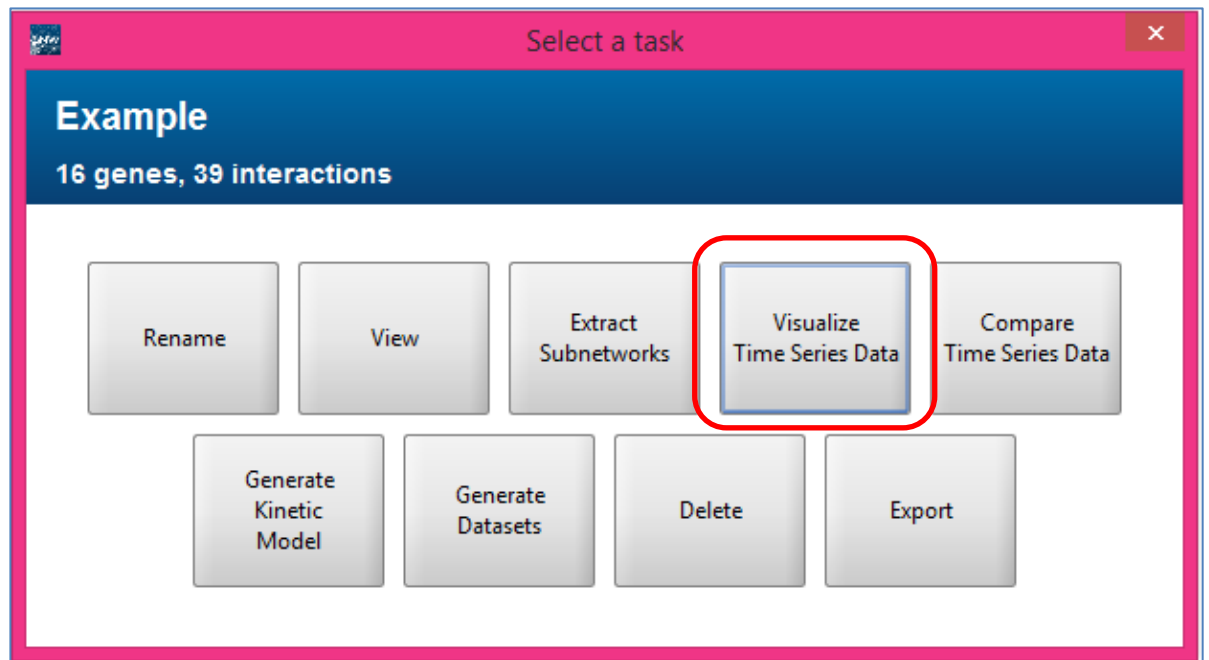 Select a task
Example
16 genes, 39 interactions
Rename
View
Extract
Subnetworks
Visualize
Time Series Data
Compare
Time Series Data
Generate
Kinetic
Model
Generate
Datasets
Delete
Export